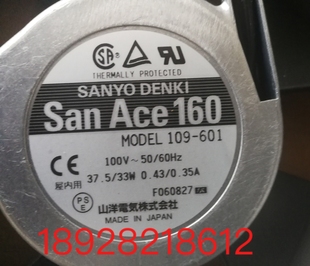 THERMALLY PROTECTED
SANYO DENKI
San Ace 160
MODEL 109-601
100V~50/60Hz
37.5/33W 0.43/0.35A
屋内用
F060827
PS
E
山洋電気株式会社
MADE IN JAPAN
18928218612